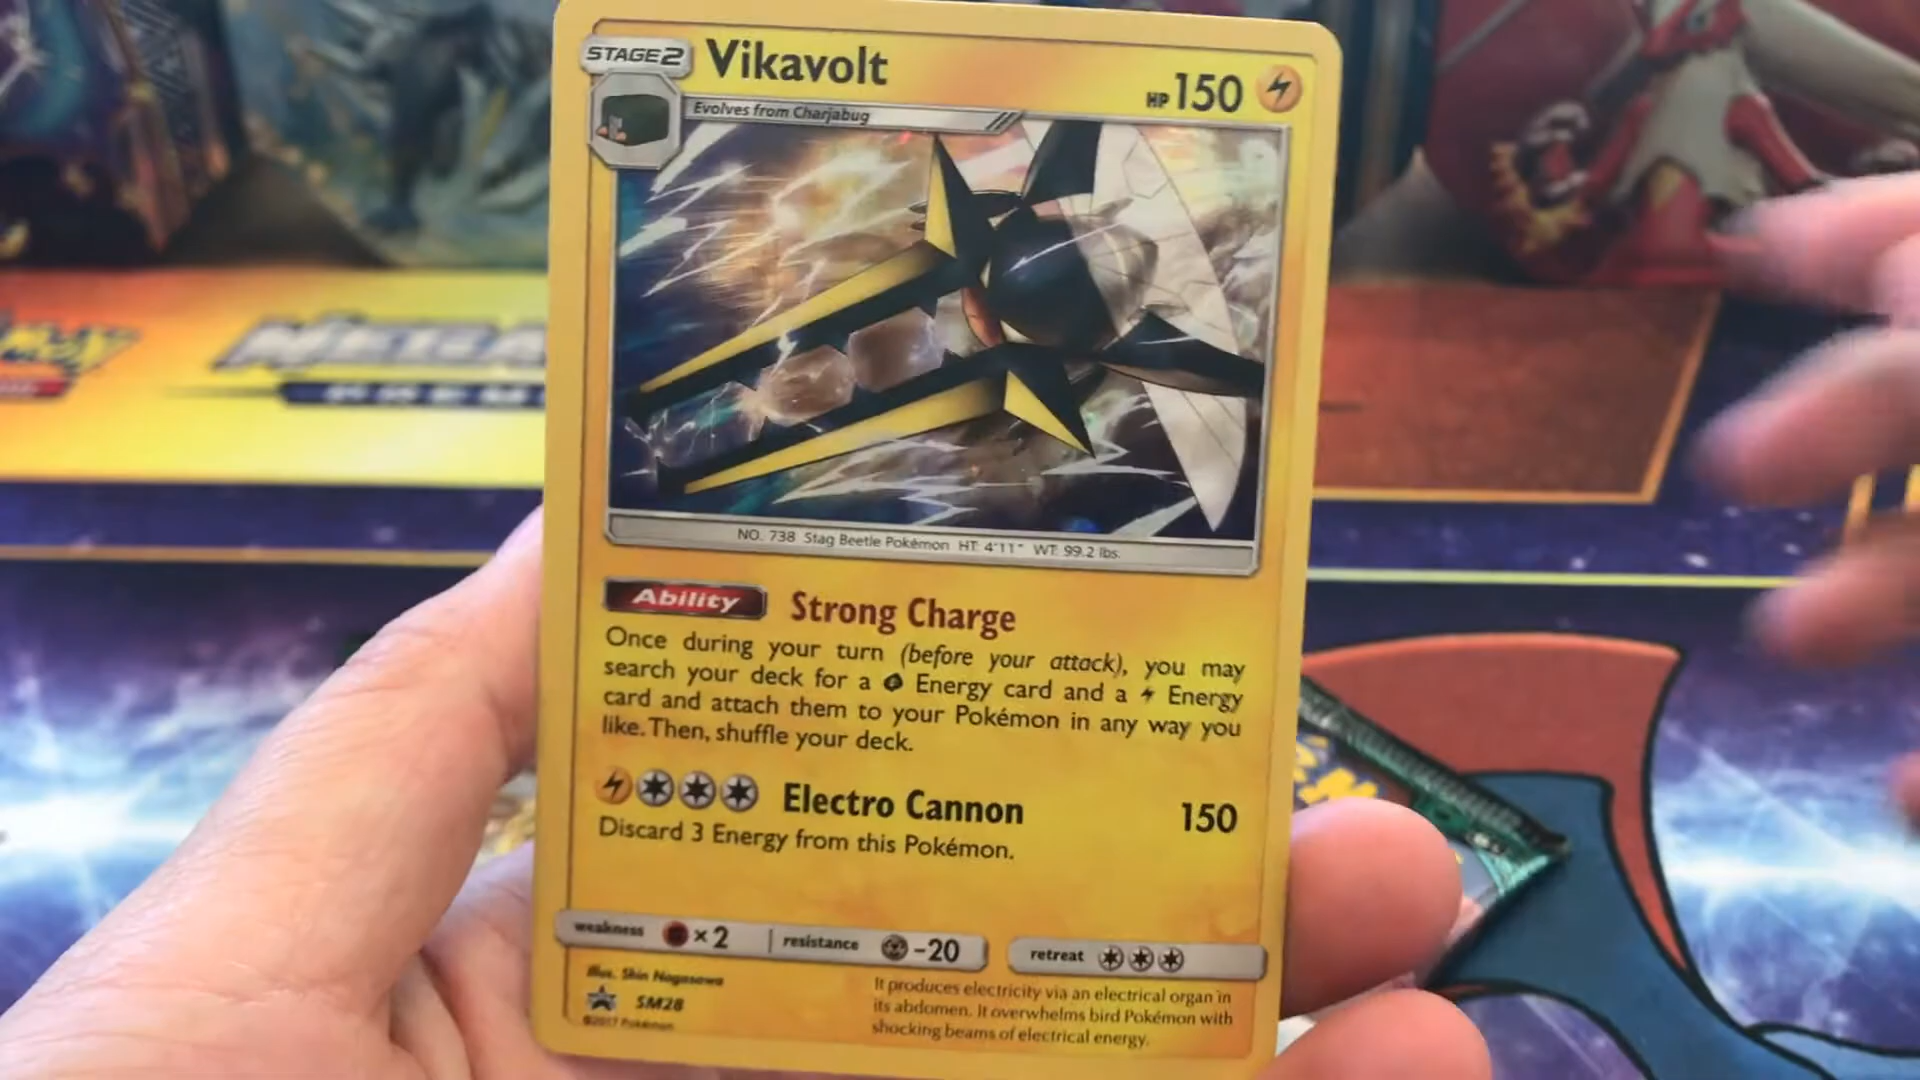 STAGE2 Vikavolt HP 150
Evolves from Charjabug
NO. 738 Stag Beetle Pokémon HT: 4'11" WT: 99.2 lbs.
Ability Strong Charge
Once during your turn (before your attack), you may
search your deck for a Energy card and a Energy
card and attach them to your Pokémon in any way you
like. Then, shuffle your deck.
Electro Cannon 150
Discard 3 Energy from this Pokémon.
weakness ×2 resistance -20 retreat
Illus. Shin Nagasawa
SM28
©2017 Pokémon
It produces electricity via an electrical organ in
its abdomen. It overwhelms bird Pokémon with
shocking beams of electrical energy.